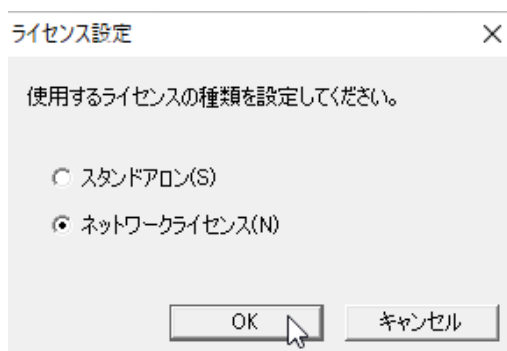 ライセンス設定
使用するライセンスの種類を設定してください。
スタンドアロン(S)
ネットワークライセンス(N)
OK
キャンセル